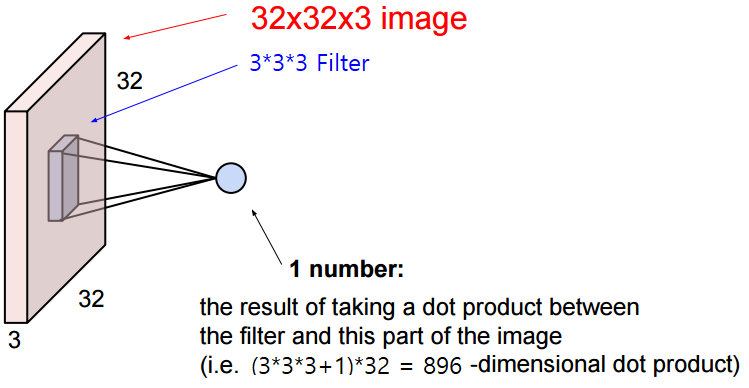 32x32x3 image
3*3*3 Filter
32
32
3
1 number:
the result of taking a dot product between
the filter and this part of the image
(i.e. (3*3*3+1)*32 = 896 -dimensional dot product)